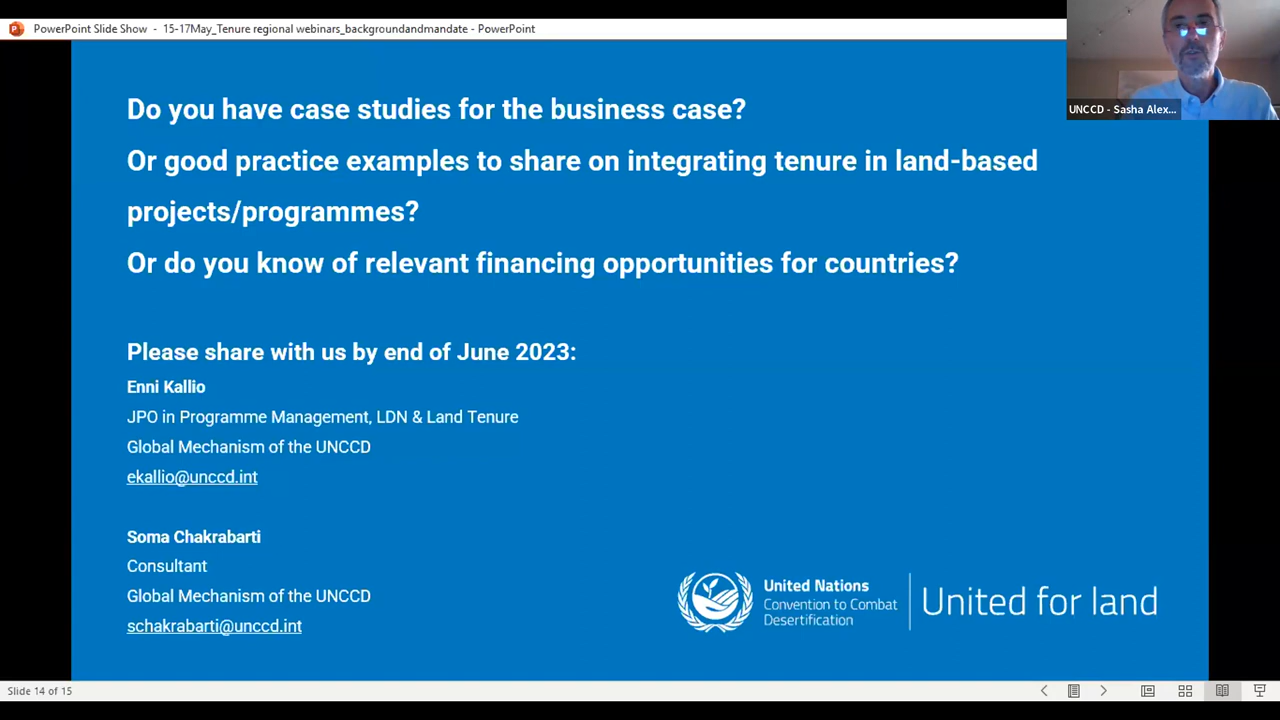 PowerPoint Slide Show - 15-17May_Tenure regional webinars_backgroundandmandate - PowerPoint
UNCCD - Sasha Alex...
Do you have case studies for the business case?
Or good practice examples to share on integrating tenure in land-based
projects/programmes?
Or do you know of relevant financing opportunities for countries?
Please share with us by end of June 2023:
Enni Kallio
JPO in Programme Management, LDN & Land Tenure
Global Mechanism of the UNCCD
ekallio@unccd.int
Soma Chakrabarti
Consultant
Global Mechanism of the UNCCD
schakrabarti@unccd.int
United Nations
Convention to Combat
Desertification
United for land
Slide 14 of 15